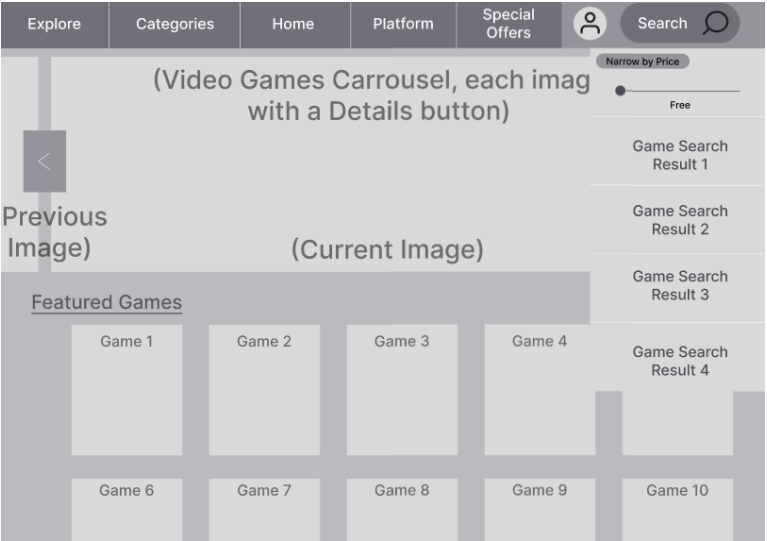 Explore
Categories
Home
Platform
Special
Offers
Search
Narrow by Price
Free
(Video Games Carrousel, each imag
with a Details button)
<
Previous
Image)
(Current Image)
Game Search
Result 1
Game Search
Result 2
Game Search
Result 3
Game Search
Result 4
Featured Games
Game 1
Game 2
Game 3
Game 4
Game 6
Game 7
Game 8
Game 9
Game 10